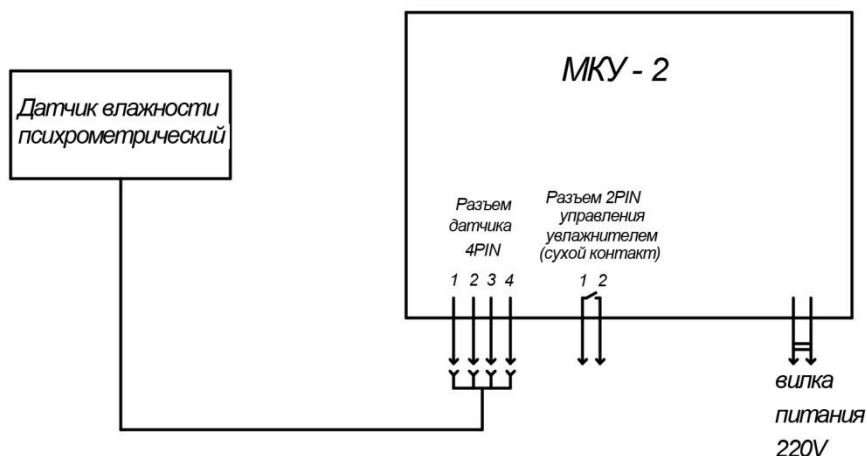 МКУ - 2
Датчик влажности
психрометрический
Разъем
датчика
4PIN
Разъем 2PIN
управления
увлажнителем
(сухой контакт)
1 2 3 4
1 2
вилка
питания
220V